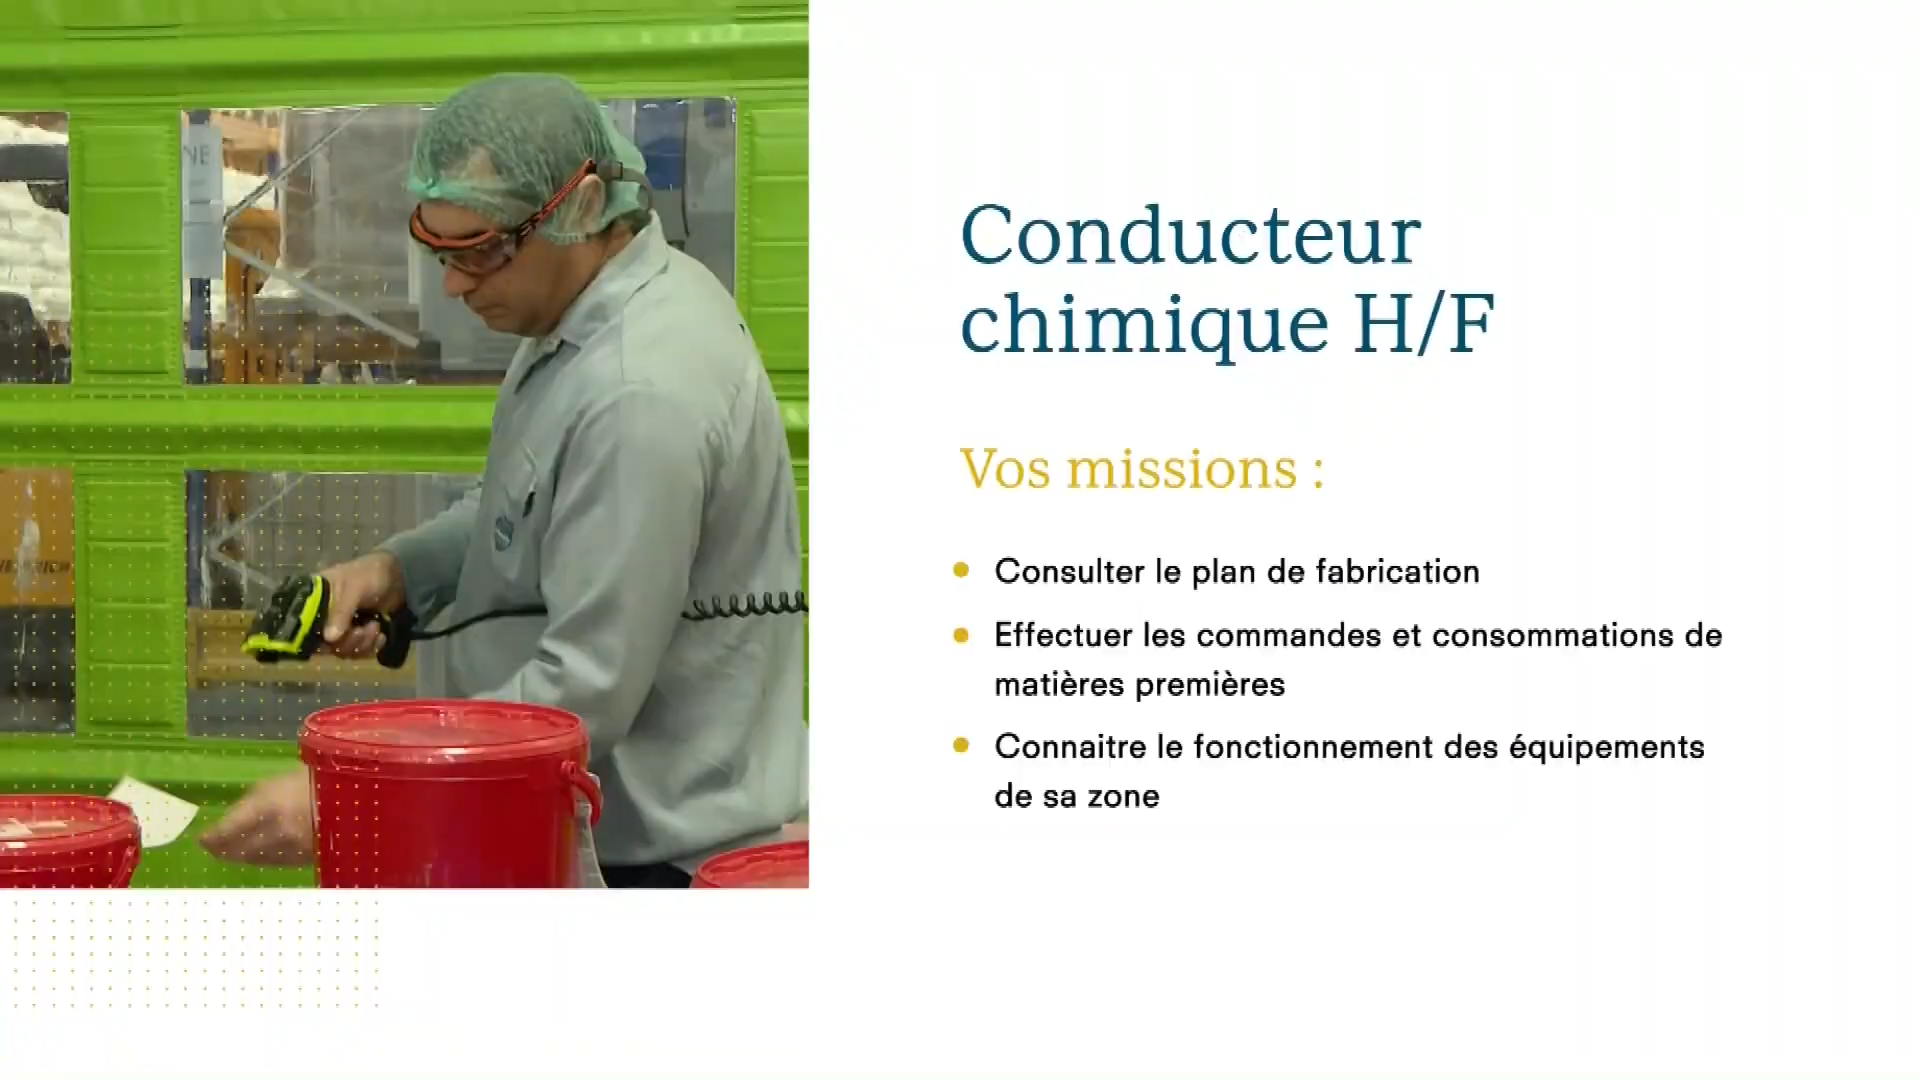 Conducteur
chimique H/F
Vos missions :
Consulter le plan de fabrication
Effectuer les commandes et consommations de
matières premières
Connaitre le fonctionnement des équipements
de sa zone